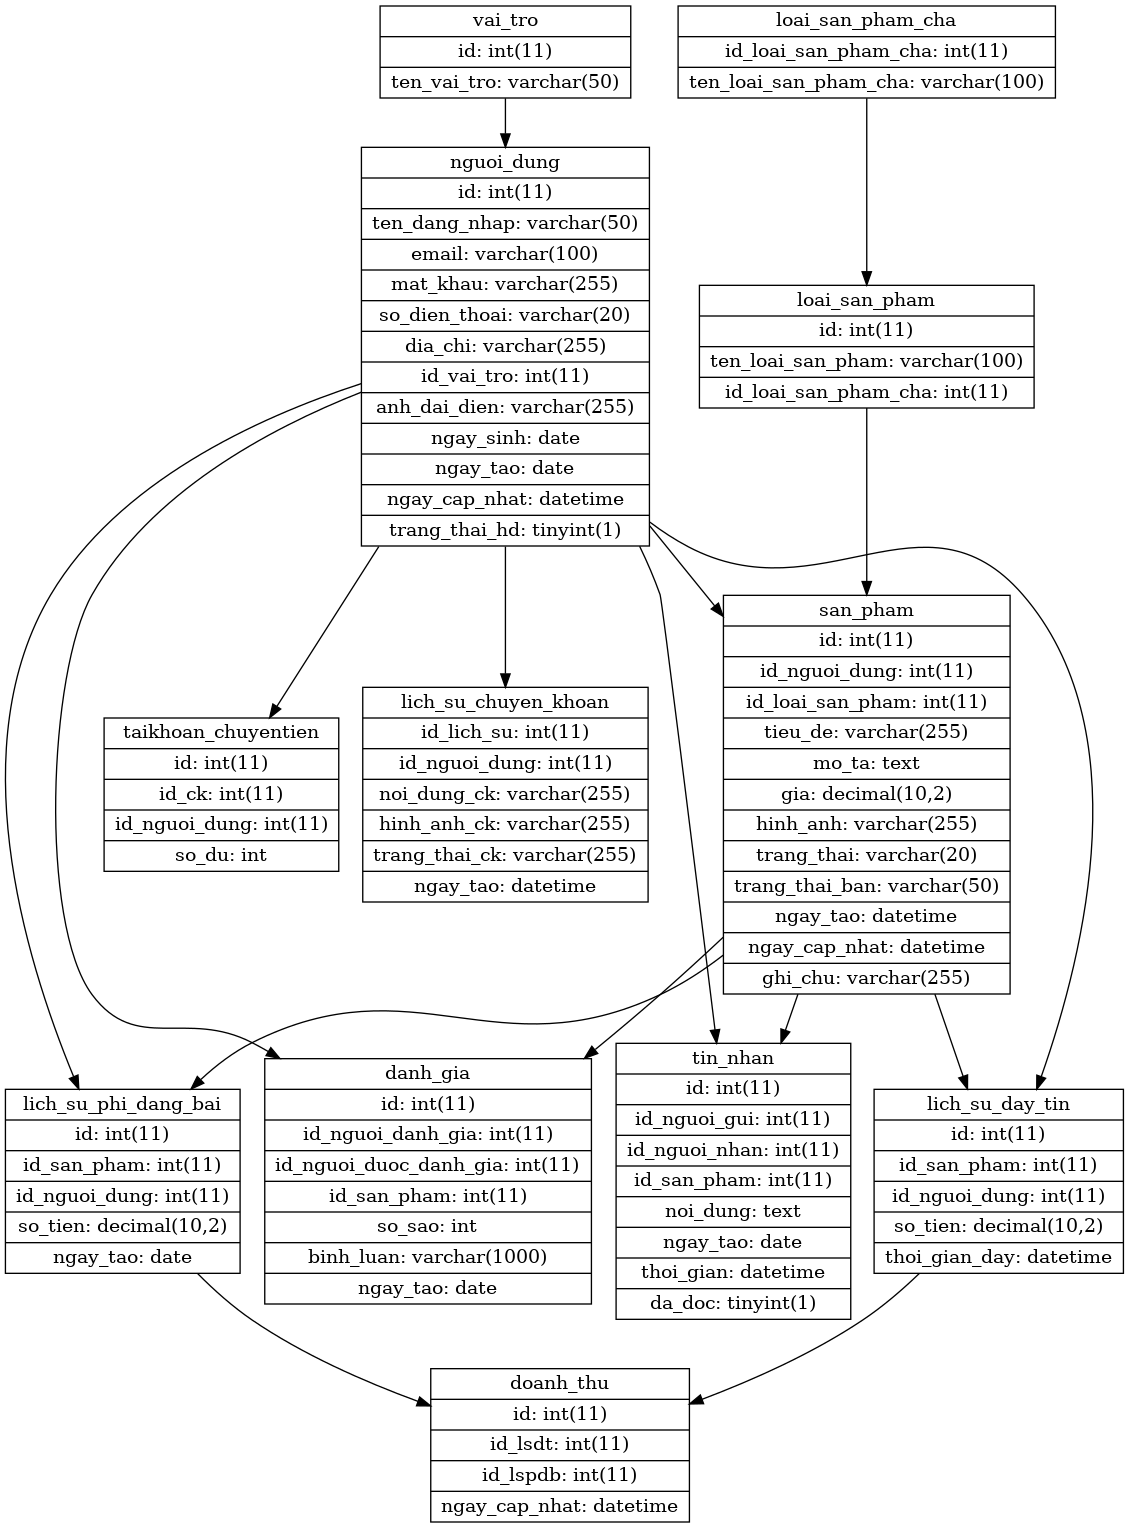 vai_tro
id: int(11)
ten_vai_tro: varchar(50)
loai_san_pham_cha
id_loai_san_pham_cha: int(11)
ten_loai_san_pham_cha: varchar(100)
nguoi_dung
id: int(11)
ten_dang_nhap: varchar(50)
email: varchar(100)
mat_khau: varchar(255)
so_dien_thoai: varchar(20)
dia_chi: varchar(255)
id_vai_tro: int(11)
anh_dai_dien: varchar(255)
ngay_sinh: date
ngay_tao: date
ngay_cap_nhat: datetime
trang_thai_hd: tinyint(1)
loai_san_pham
id: int(11)
ten_loai_san_pham: varchar(100)
id_loai_san_pham_cha: int(11)
taikhoan_chuyentien
id: int(11)
id_ck: int(11)
id_nguoi_dung: int(11)
so_du: int
lich_su_chuyen_khoan
id_lich_su: int(11)
id_nguoi_dung: int(11)
noi_dung_ck: varchar(255)
hinh_anh_ck: varchar(255)
trang_thai_ck: varchar(255)
ngay_tao: datetime
san_pham
id: int(11)
id_nguoi_dung: int(11)
id_loai_san_pham: int(11)
tieu_de: varchar(255)
mo_ta: text
gia: decimal(10,2)
hinh_anh: varchar(255)
trang_thai: varchar(20)
trang_thai_ban: varchar(50)
ngay_tao: datetime
ngay_cap_nhat: datetime
ghi_chu: varchar(255)
lich_su_phi_dang_bai
id: int(11)
id_san_pham: int(11)
id_nguoi_dung: int(11)
so_tien: decimal(10,2)
ngay_tao: date
danh_gia
id: int(11)
id_nguoi_danh_gia: int(11)
id_nguoi_duoc_danh_gia: int(11)
id_san_pham: int(11)
so_sao: int
binh_luan: varchar(1000)
ngay_tao: date
tin_nhan
id: int(11)
id_nguoi_gui: int(11)
id_nguoi_nhan: int(11)
id_san_pham: int(11)
noi_dung: text
ngay_tao: date
thoi_gian: datetime
da_doc: tinyint(1)
lich_su_day_tin
id: int(11)
id_san_pham: int(11)
id_nguoi_dung: int(11)
so_tien: decimal(10,2)
thoi_gian_day: datetime
doanh_thu
id: int(11)
id_lsdt: int(11)
id_lspdb: int(11)
ngay_cap_nhat: datetime